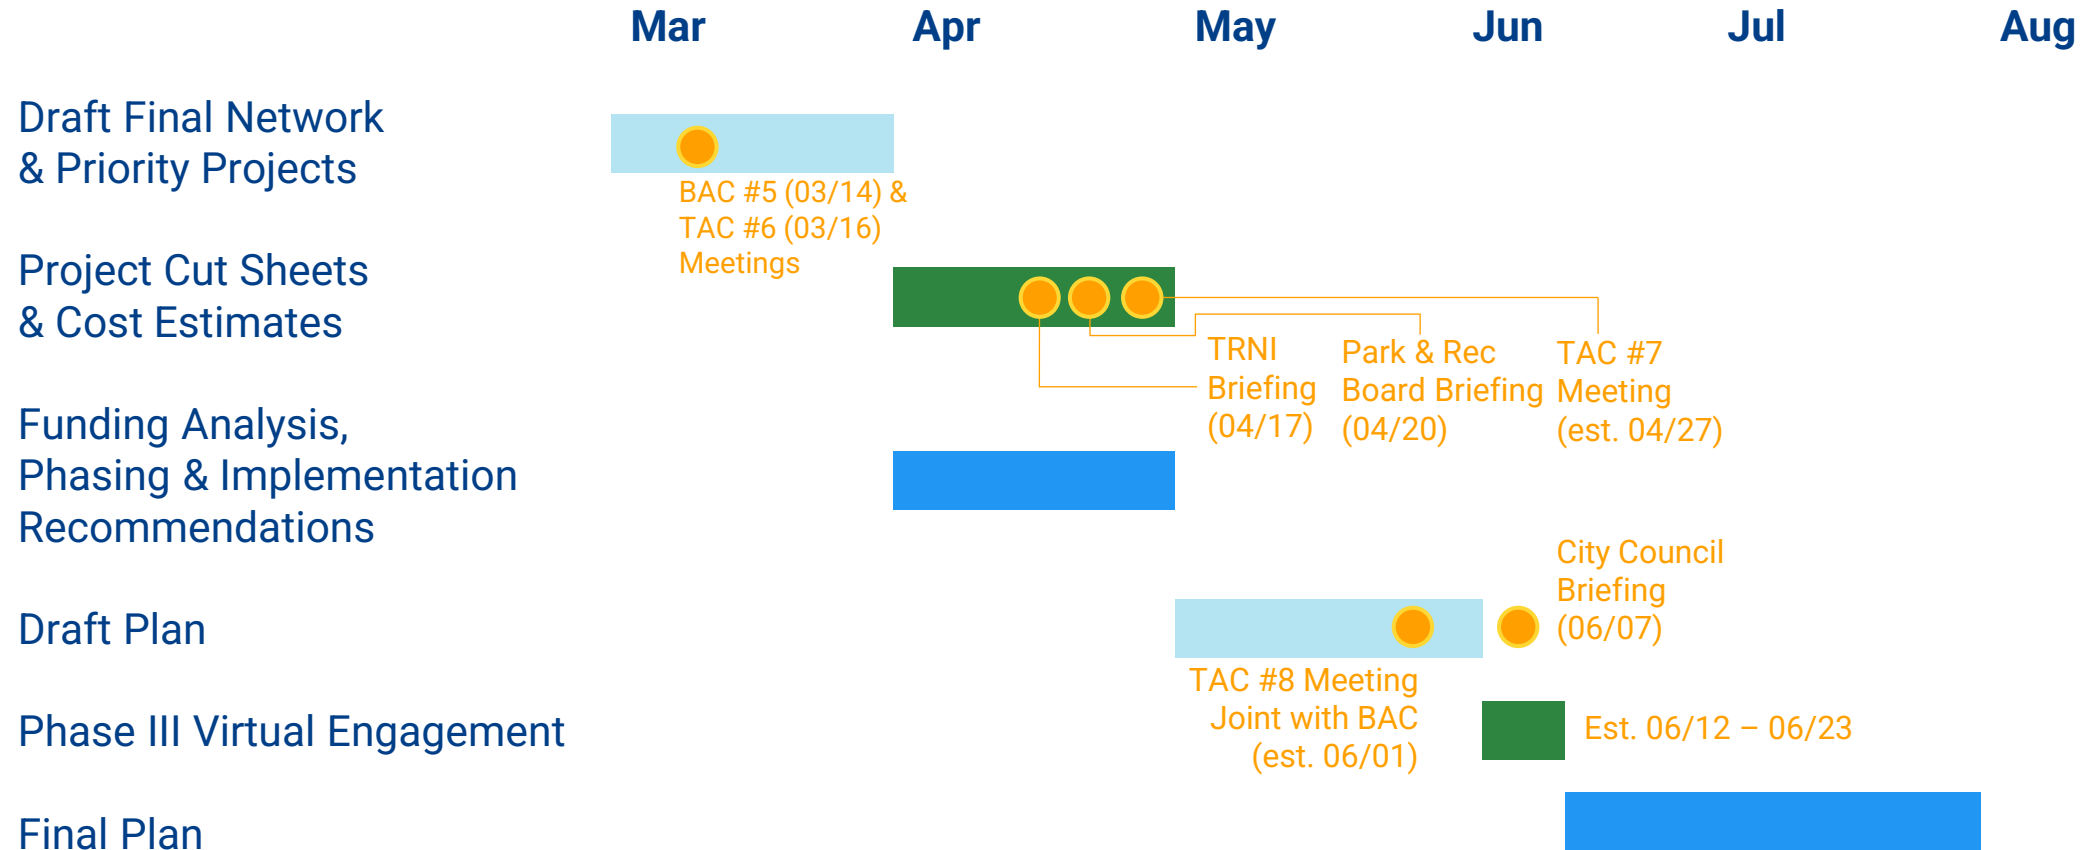 Mar Apr May Jun Jul Aug
Draft Final Network
& Priority Projects
BAC #5 (03/14) &
TAC #6 (03/16)
Meetings
Project Cut Sheets
& Cost Estimates
TRNI
Briefing
(04/17)
Park & Rec
Board Briefing
(04/20)
TAC #7
Meeting
(est. 04/27)
Funding Analysis,
Phasing & Implementation
Recommendations
Draft Plan
City Council
Briefing
(06/07)
TAC #8 Meeting
Joint with BAC
(est. 06/01)
Phase III Virtual Engagement
Est. 06/12 – 06/23
Final Plan